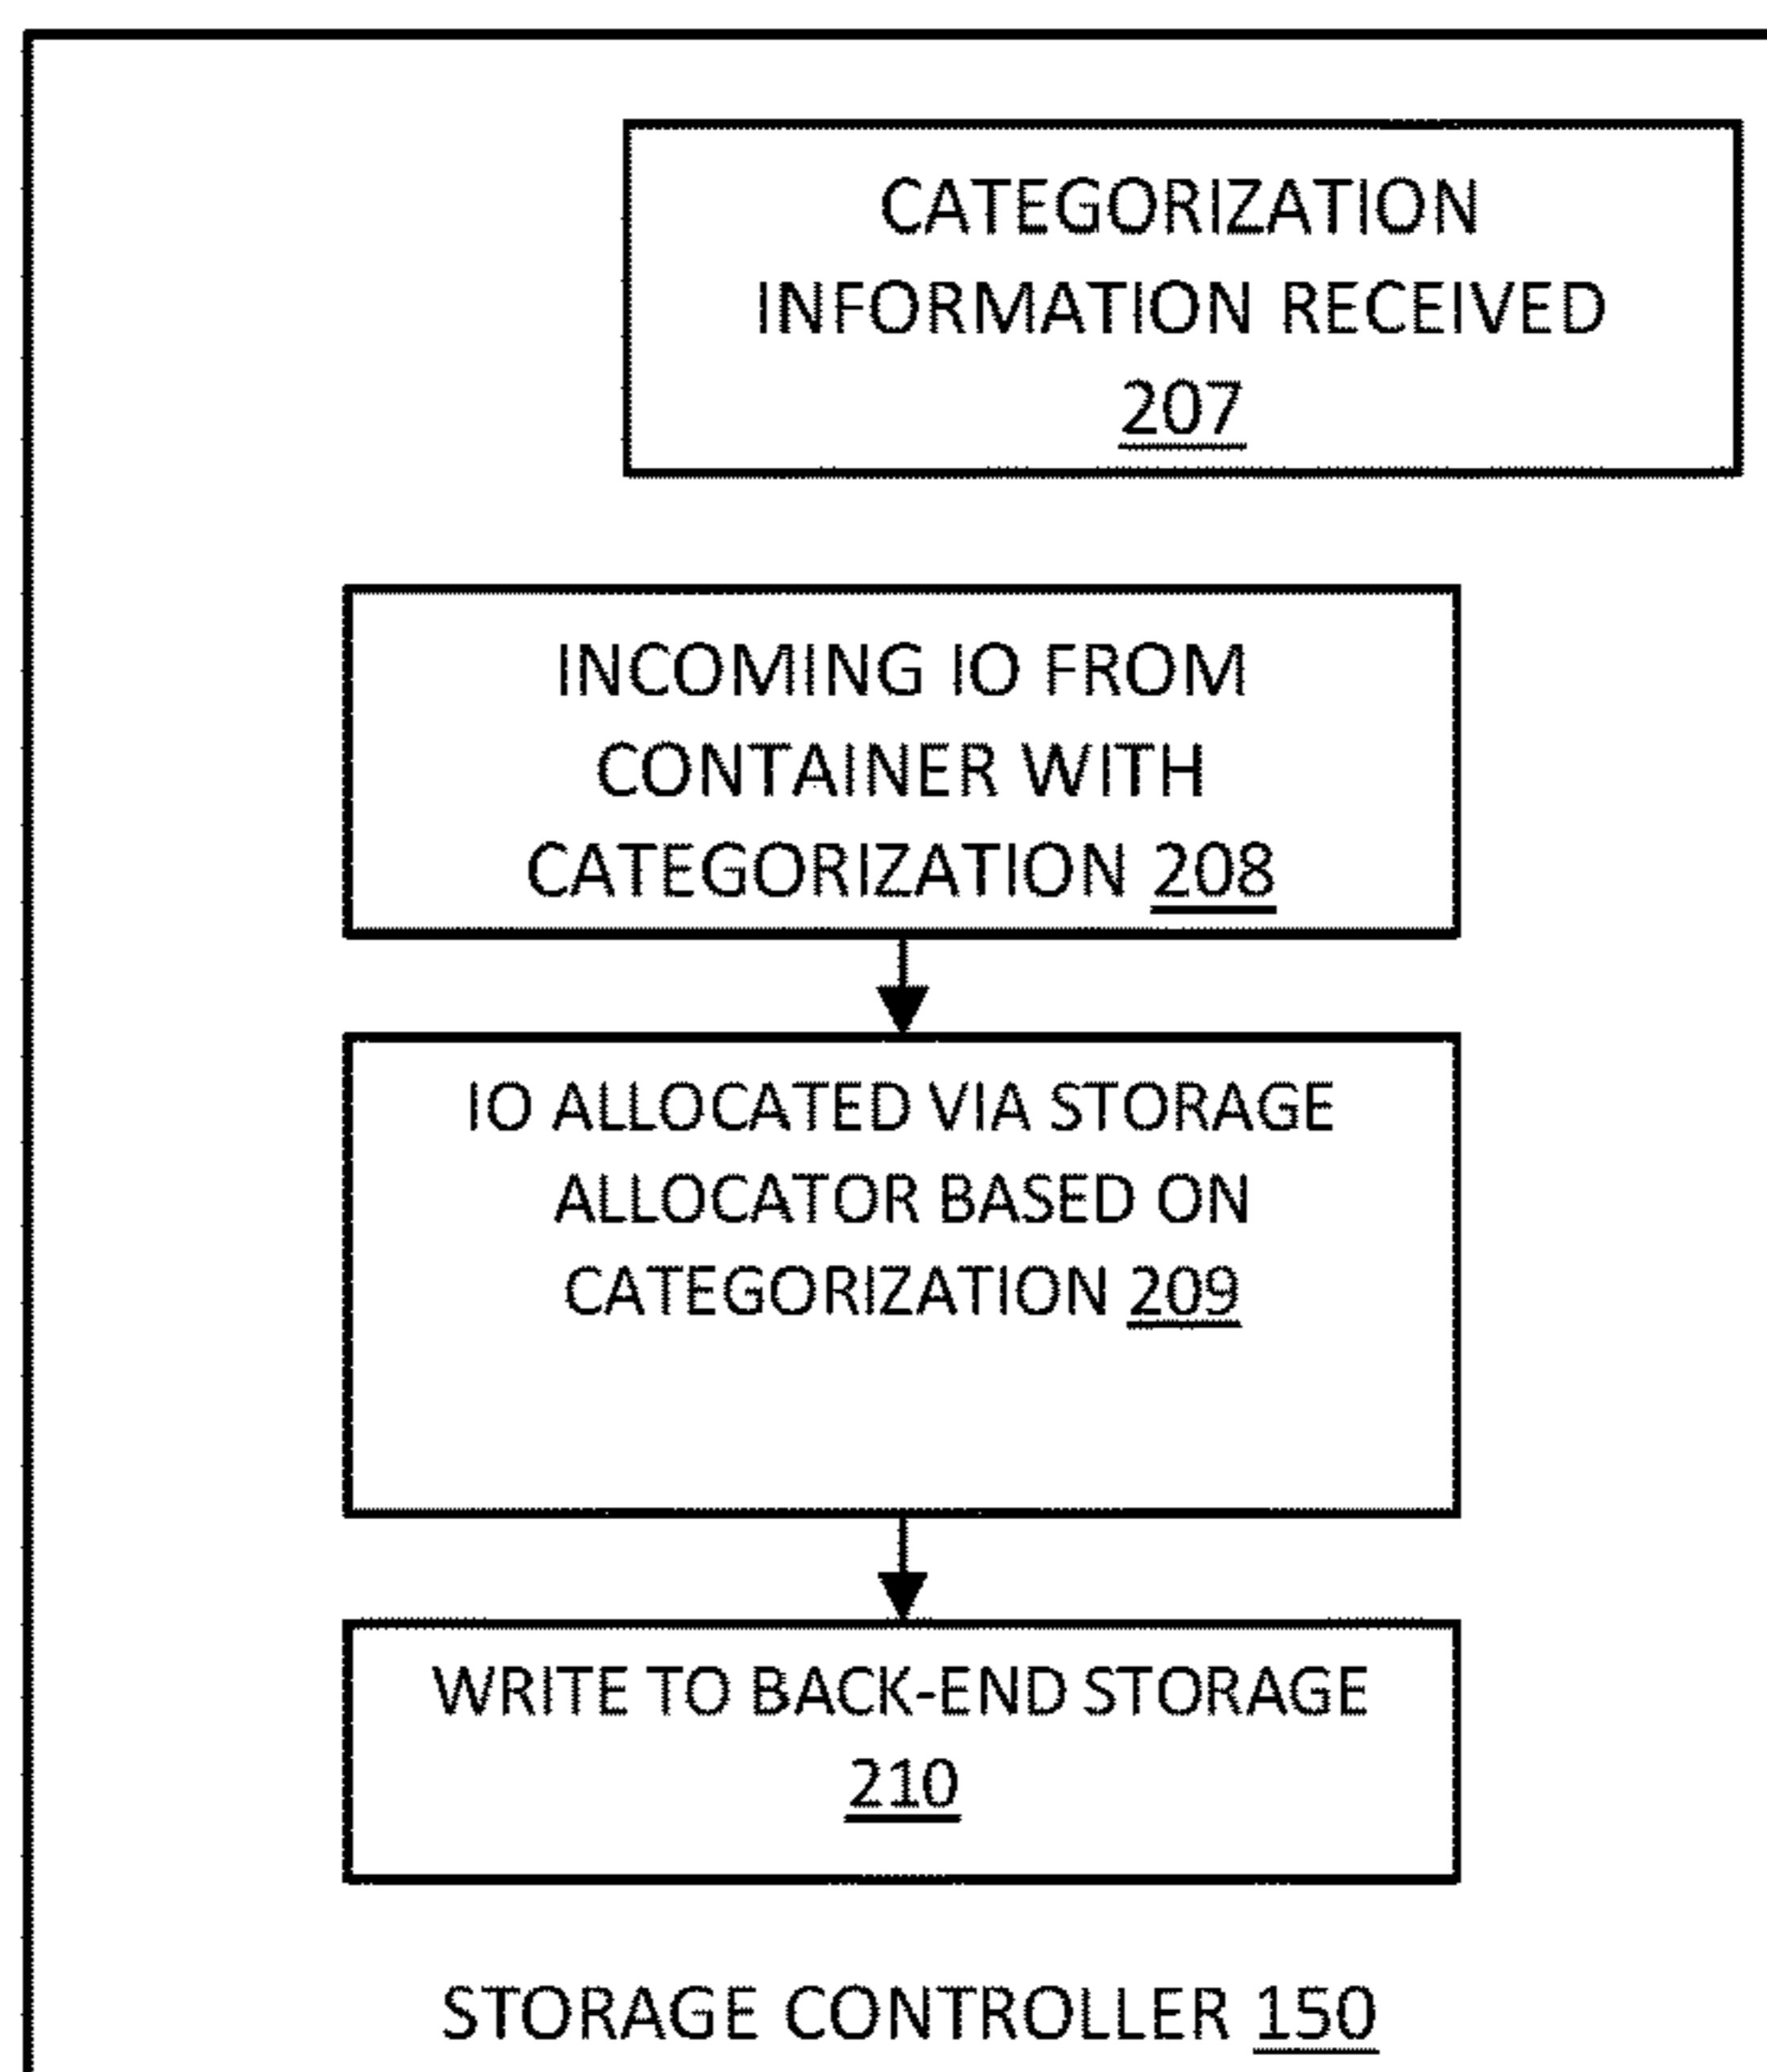 CATEGORIZATION
INFORMATION RECEIVED
207
INCOMING IO FROM
CONTAINER WITH
CATEGORIZATION 208
IO ALLOCATED VIA STORAGE
ALLOCATOR BASED ON
CATEGORIZATION 209
WRITE TO BACK-END STORAGE
210
STORAGE CONTROLLER 150